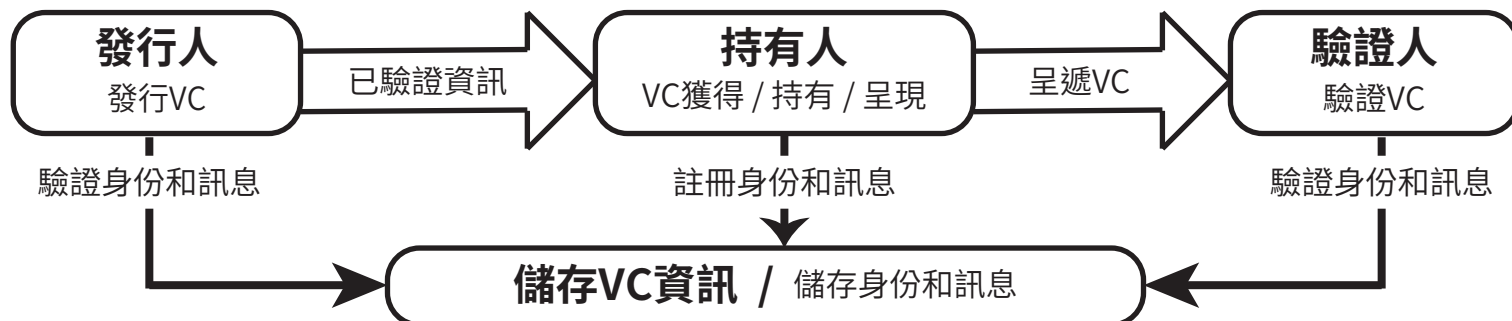 發行人
發行VC
已驗證資訊
持有人
VC獲得 / 持有 / 呈現
呈遞VC
驗證人
驗證VC
驗證身份和訊息
註冊身份和訊息
驗證身份和訊息
儲存VC資訊 / 儲存身份和訊息